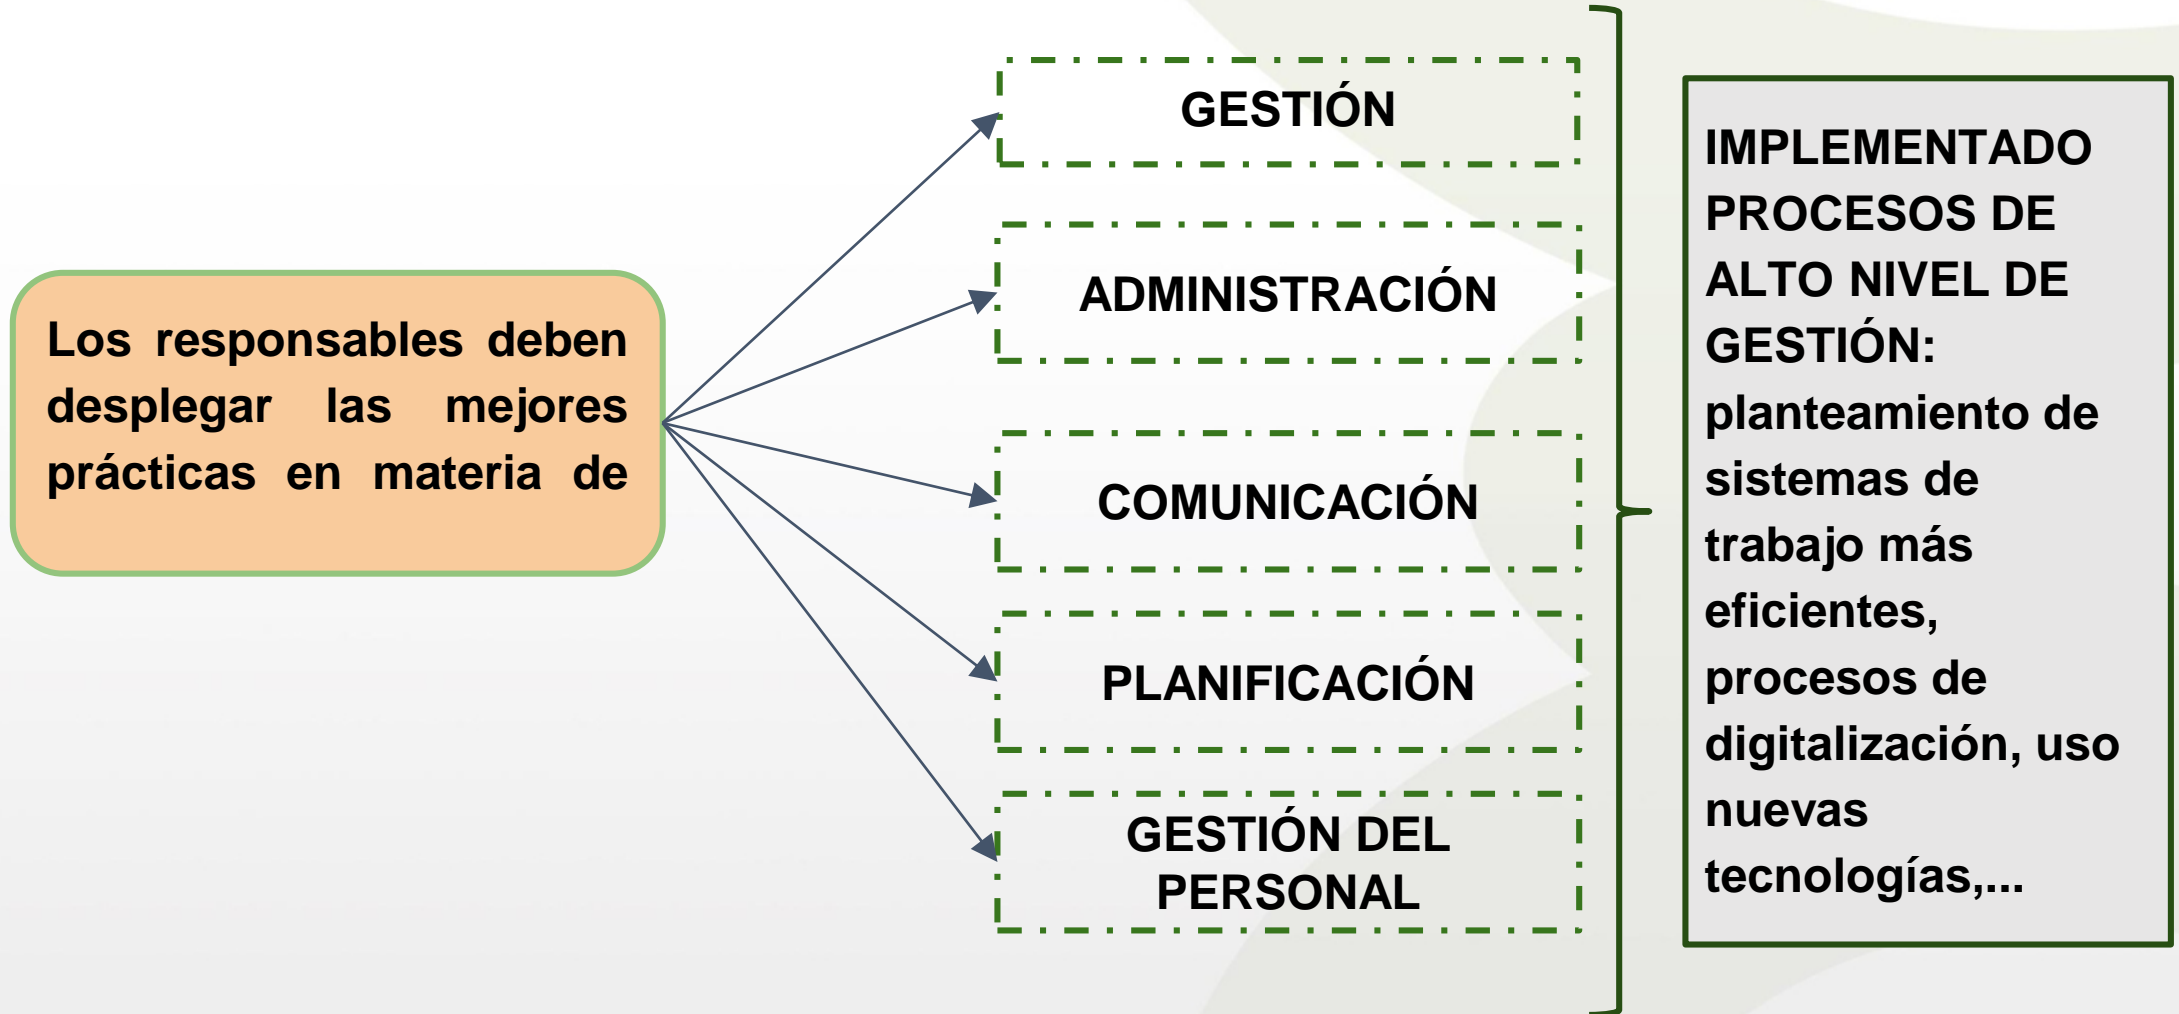 Los responsables deben
desplegar las mejores
prácticas en materia de
GESTIÓN
ADMINISTRACIÓN
COMUNICACIÓN
PLANIFICACIÓN
GESTIÓN DEL
PERSONAL
IMPLEMENTADO
PROCESOS DE
ALTO NIVEL DE
GESTIÓN:
planteamiento de
sistemas de
trabajo más
eficientes,
procesos de
digitalización, uso
nuevas
tecnologías,...